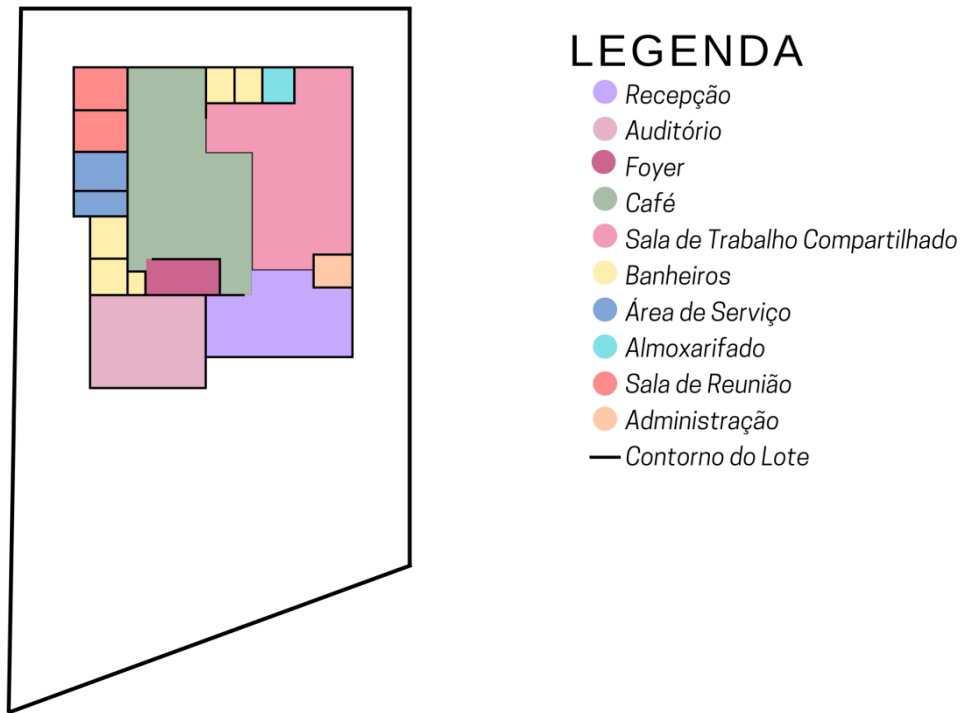 LEGENDA
Recepção
Auditório
Foyer
Café
Sala de Trabalho Compartilhado
Banheiros
Área de Serviço
Almoxarifado
Sala de Reunião
Administração
Contorno do Lote